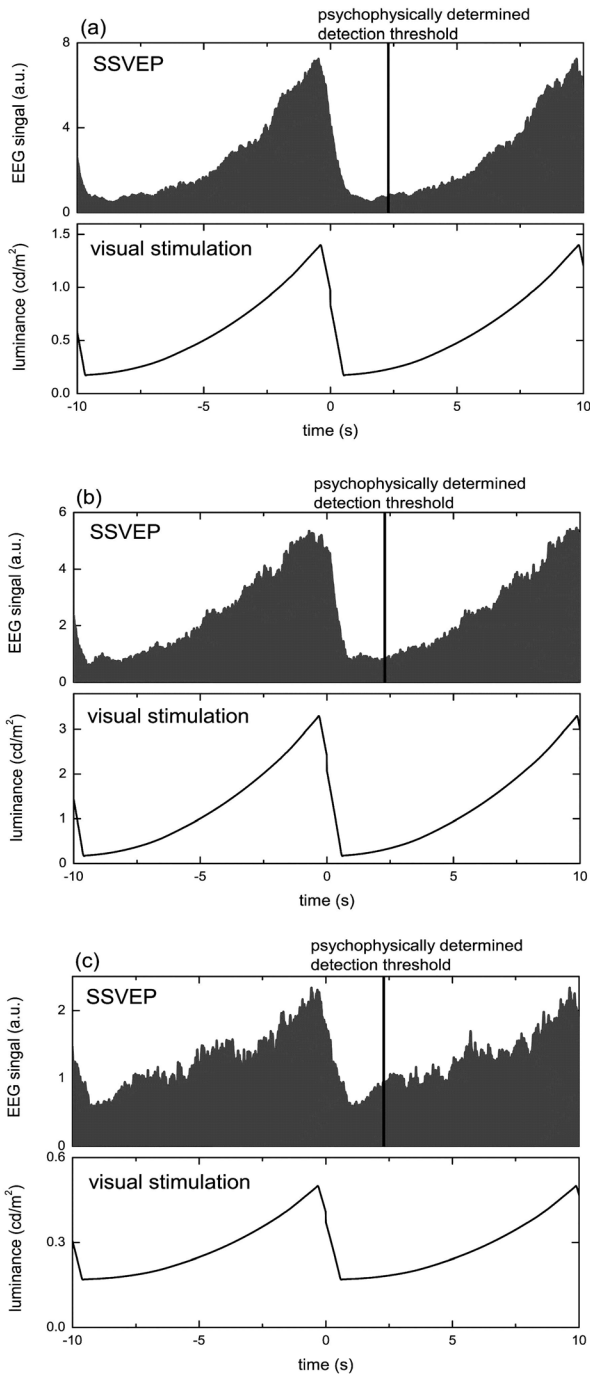 (a)
psychophysically determined
detection threshold
SSVEP
EEG singal (a.u.)
8
4
0
visual stimulation
luminance (cd/m²)
1.5
1.0
0.5
0.0
-10 -5 0 5 10
time (s)
(b)
psychophysically determined
detection threshold
SSVEP
EEG singal (a.u.)
6
4
2
0
visual stimulation
luminance (cd/m²)
3
2
1
0
-10 -5 0 5 10
time (s)
(c)
psychophysically determined
detection threshold
SSVEP
EEG singal (a.u.)
2
1
0
visual stimulation
luminance (cd/m²)
0.6
0.3
0.0
-10 -5 0 5 10
time (s)